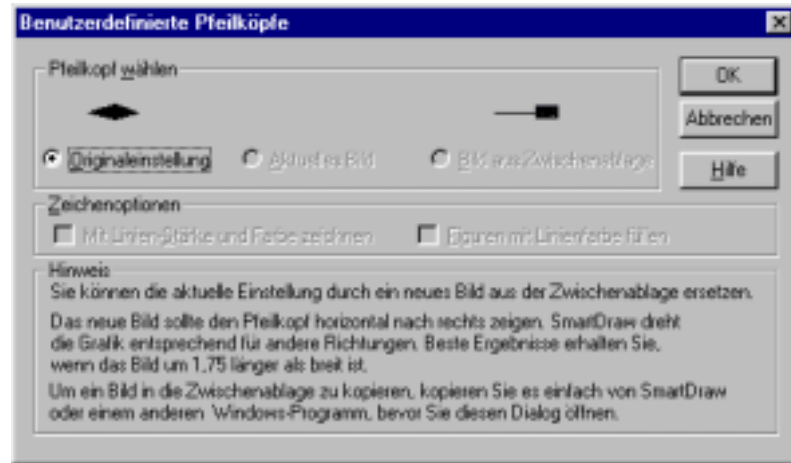 Benutzerdefinierte Pfeilköpfe
Pfeilkopf wählen
OK
Abbrechen
Originaleinstellung
Aktuelles Bild
Bild aus Zwischenablage
Hilfe
Zeichenoptionen
Mit Linien-Stärke und Farbe zeichnen
Figuren mit Linienfarbe füllen
Hinweis
Sie können die aktuelle Einstellung durch ein neues Bild aus der Zwischenablage ersetzen.
Das neue Bild sollte den Pfeilkopf horizontal nach rechts zeigen. SmartDraw dreht
die Grafik entsprechend für andere Richtungen. Beste Ergebnisse erhalten Sie,
wenn das Bild um 1,75 länger als breit ist.
Um ein Bild in die Zwischenablage zu kopieren, kopieren Sie es einfach von SmartDraw
oder einem anderen Windows-Programm, bevor Sie diesen Dialog öffnen.